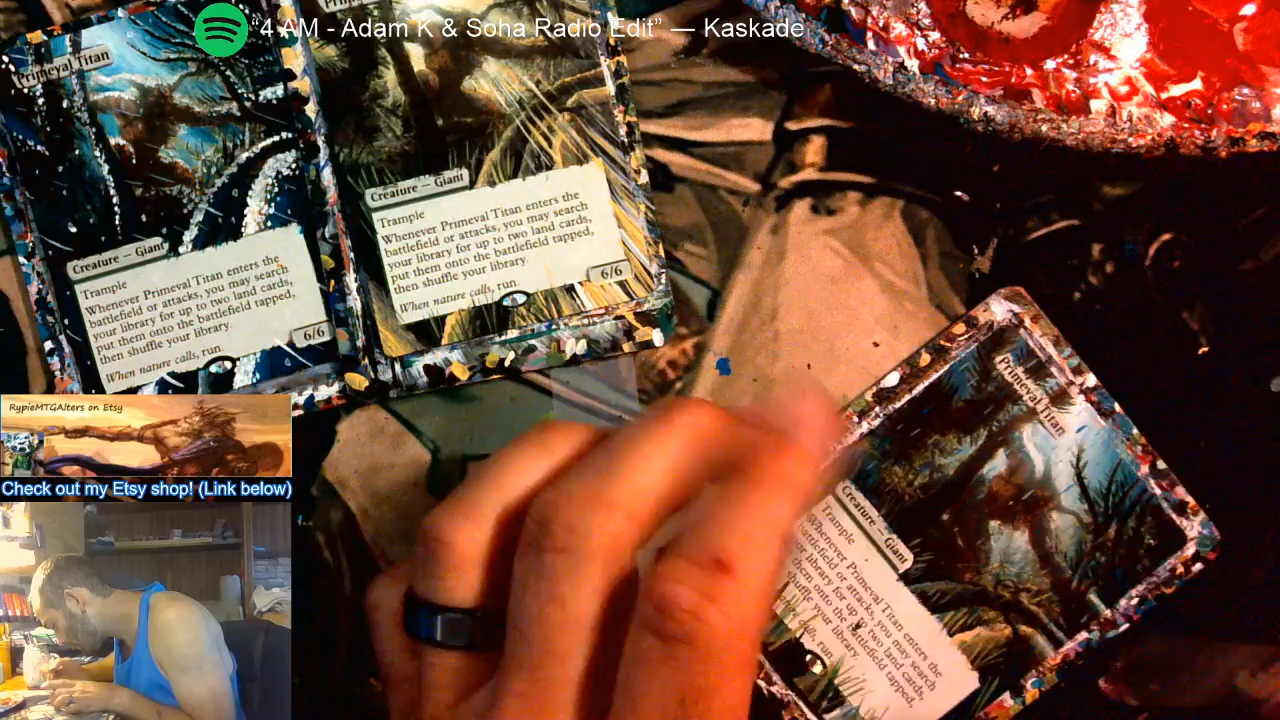 “4 AM - Adam K & Soha Radio Edit” — Kaskade
Primeval Titan
Creature — Giant
Trample
Whenever Primeval Titan enters the
battlefield or attacks, you may search
your library for up to two land cards,
put them onto the battlefield tapped,
then shuffle your library.
When nature calls, run.
6/6
Creature — Giant
Trample
Whenever Primeval Titan enters the
battlefield or attacks, you may search
your library for up to two land cards,
put them onto the battlefield tapped,
then shuffle your library.
When nature calls, run.
6/6
Primeval Titan
Creature — Giant
Trample
Whenever Primeval Titan enters the
battlefield or attacks, you may search
your library for up to two land cards,
put them onto the battlefield tapped,
shuffle your library.
run.
RypieMTGAlters on Etsy
Check out my Etsy shop! (Link below)